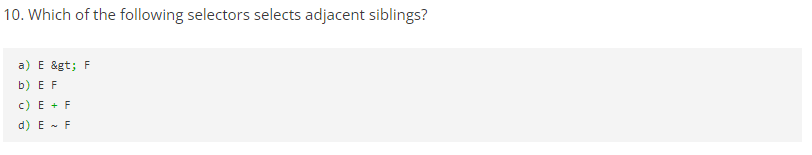 10. Which of the following selectors selects adjacent siblings?
a) E &gt; F
b) E F
c) E + F
d) E ~ F